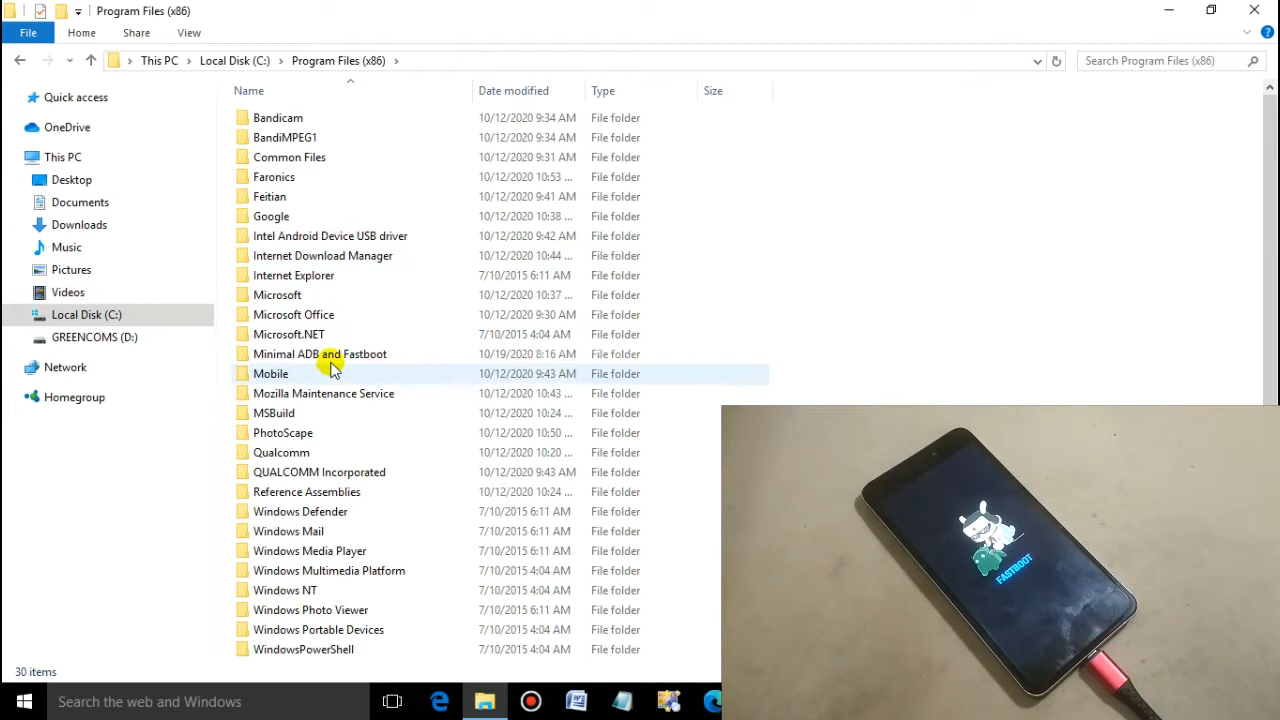 Program Files (x86)
File Home Share View
This PC Local Disk (C:) Program Files (x86) Search Program Files (x86)
Name Date modified Type Size
Quick access
OneDrive
This PC
Desktop
Documents
Downloads
Music
Pictures
Videos
Local Disk (C:)
GREENCOMS (D:)
Network
Homegroup
Bandicam 10/12/2020 9:34 AM File folder
BandiMPEG1 10/12/2020 9:34 AM File folder
Common Files 10/12/2020 9:31 AM File folder
Faronics 10/12/2020 10:53 ... File folder
Feitian 10/12/2020 9:41 AM File folder
Google 10/12/2020 10:38 ... File folder
Intel Android Device USB driver 10/12/2020 9:42 AM File folder
Internet Download Manager 10/12/2020 10:44 ... File folder
Internet Explorer 7/10/2015 6:11 AM File folder
Microsoft 10/12/2020 10:37 ... File folder
Microsoft Office 10/12/2020 9:30 AM File folder
Microsoft.NET 7/10/2015 4:04 AM File folder
Minimal ADB and Fastboot 10/19/2020 8:16 AM File folder
Mobile 10/12/2020 9:43 AM File folder
Mozilla Maintenance Service 10/12/2020 10:43 ... File folder
MSBuild 10/12/2020 10:24 ... File folder
PhotoScape 10/12/2020 10:50 ... File folder
Qualcomm 10/12/2020 10:20 ... File folder
QUALCOMM Incorporated 10/12/2020 9:43 AM File folder
Reference Assemblies 10/12/2020 10:24 ... File folder
Windows Defender 7/10/2015 6:11 AM File folder
Windows Mail 7/10/2015 6:11 AM File folder
Windows Media Player 7/10/2015 6:11 AM File folder
Windows Multimedia Platform 7/10/2015 4:04 AM File folder
Windows NT 7/10/2015 4:04 AM File folder
Windows Photo Viewer 7/10/2015 6:11 AM File folder
Windows Portable Devices 7/10/2015 4:04 AM File folder
WindowsPowerShell 7/10/2015 4:04 AM File folder
30 items
Search the web and Windows
FASTBOOT